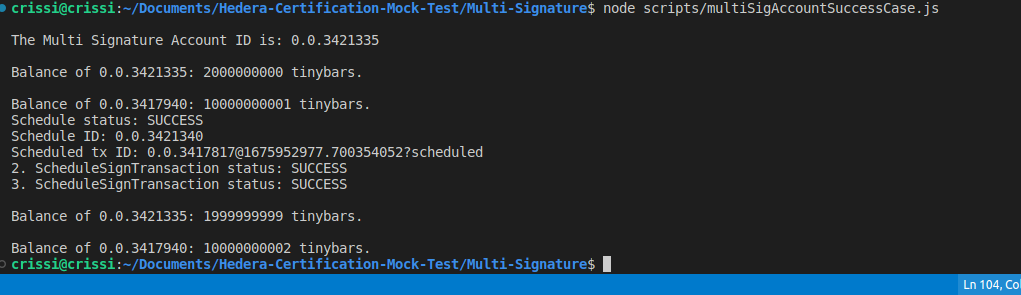 crissi@crissi:~/Documents/Hedera-Certification-Mock-Test/Multi-Signature$ node scripts/multiSigAccountSuccessCase.js
The Multi Signature Account ID is: 0.0.3421335
Balance of 0.0.3421335: 2000000000 tinybars.
Balance of 0.0.3417940: 10000000001 tinybars.
Schedule status: SUCCESS
Schedule ID: 0.0.3421340
Scheduled tx ID: 0.0.3417817@1675952977.700354052?scheduled
2. ScheduleSignTransaction status: SUCCESS
3. ScheduleSignTransaction status: SUCCESS
Balance of 0.0.3421335: 1999999999 tinybars.
Balance of 0.0.3417940: 10000000002 tinybars.
crissi@crissi:~/Documents/Hedera-Certification-Mock-Test/Multi-Signature$
Ln 104, Col